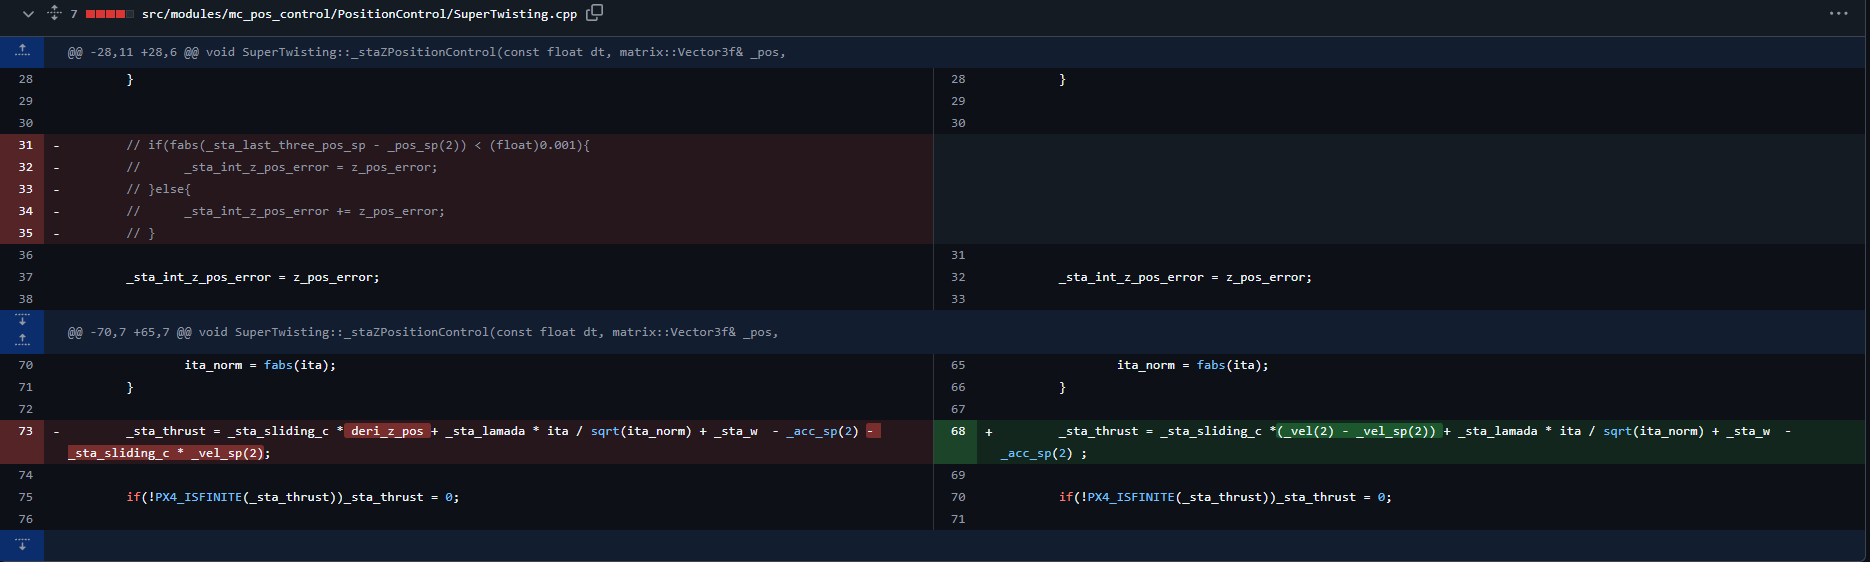 7 src/modules/mc_pos_control/PositionControl/SuperTwisting.cpp
@@ -28,11 +28,6 @@ void SuperTwisting::_staZPositionControl(const float dt, matrix::Vector3f& _pos,
28 } 28 }
29 29
30 30
31 - // if(fabs(_sta_last_three_pos_sp - _pos_sp(2)) < (float)0.001){
32 - // _sta_int_z_pos_error = z_pos_error;
33 - // }else{
34 - // _sta_int_z_pos_error += z_pos_error;
35 - // }
36 31
37 _sta_int_z_pos_error = z_pos_error; 32 _sta_int_z_pos_error = z_pos_error;
38 33
@@ -70,7 +65,7 @@ void SuperTwisting::_staZPositionControl(const float dt, matrix::Vector3f& _pos,
70 ita_norm = fabs(ita); 65 ita_norm = fabs(ita);
71 } 66 }
72 67
73 - _sta_thrust = _sta_sliding_c * deri_z_pos + _sta_lamada * ita / sqrt(ita_norm) + _sta_w - _acc_sp(2) -
_sta_sliding_c * _vel_sp(2);
68 + _sta_thrust = _sta_sliding_c *(_vel(2) - _vel_sp(2)) + _sta_lamada * ita / sqrt(ita_norm) + _sta_w -
_acc_sp(2) ;
74 69
75 if(!PX4_ISFINITE(_sta_thrust))_sta_thrust = 0; 70 if(!PX4_ISFINITE(_sta_thrust))_sta_thrust = 0;
76 71